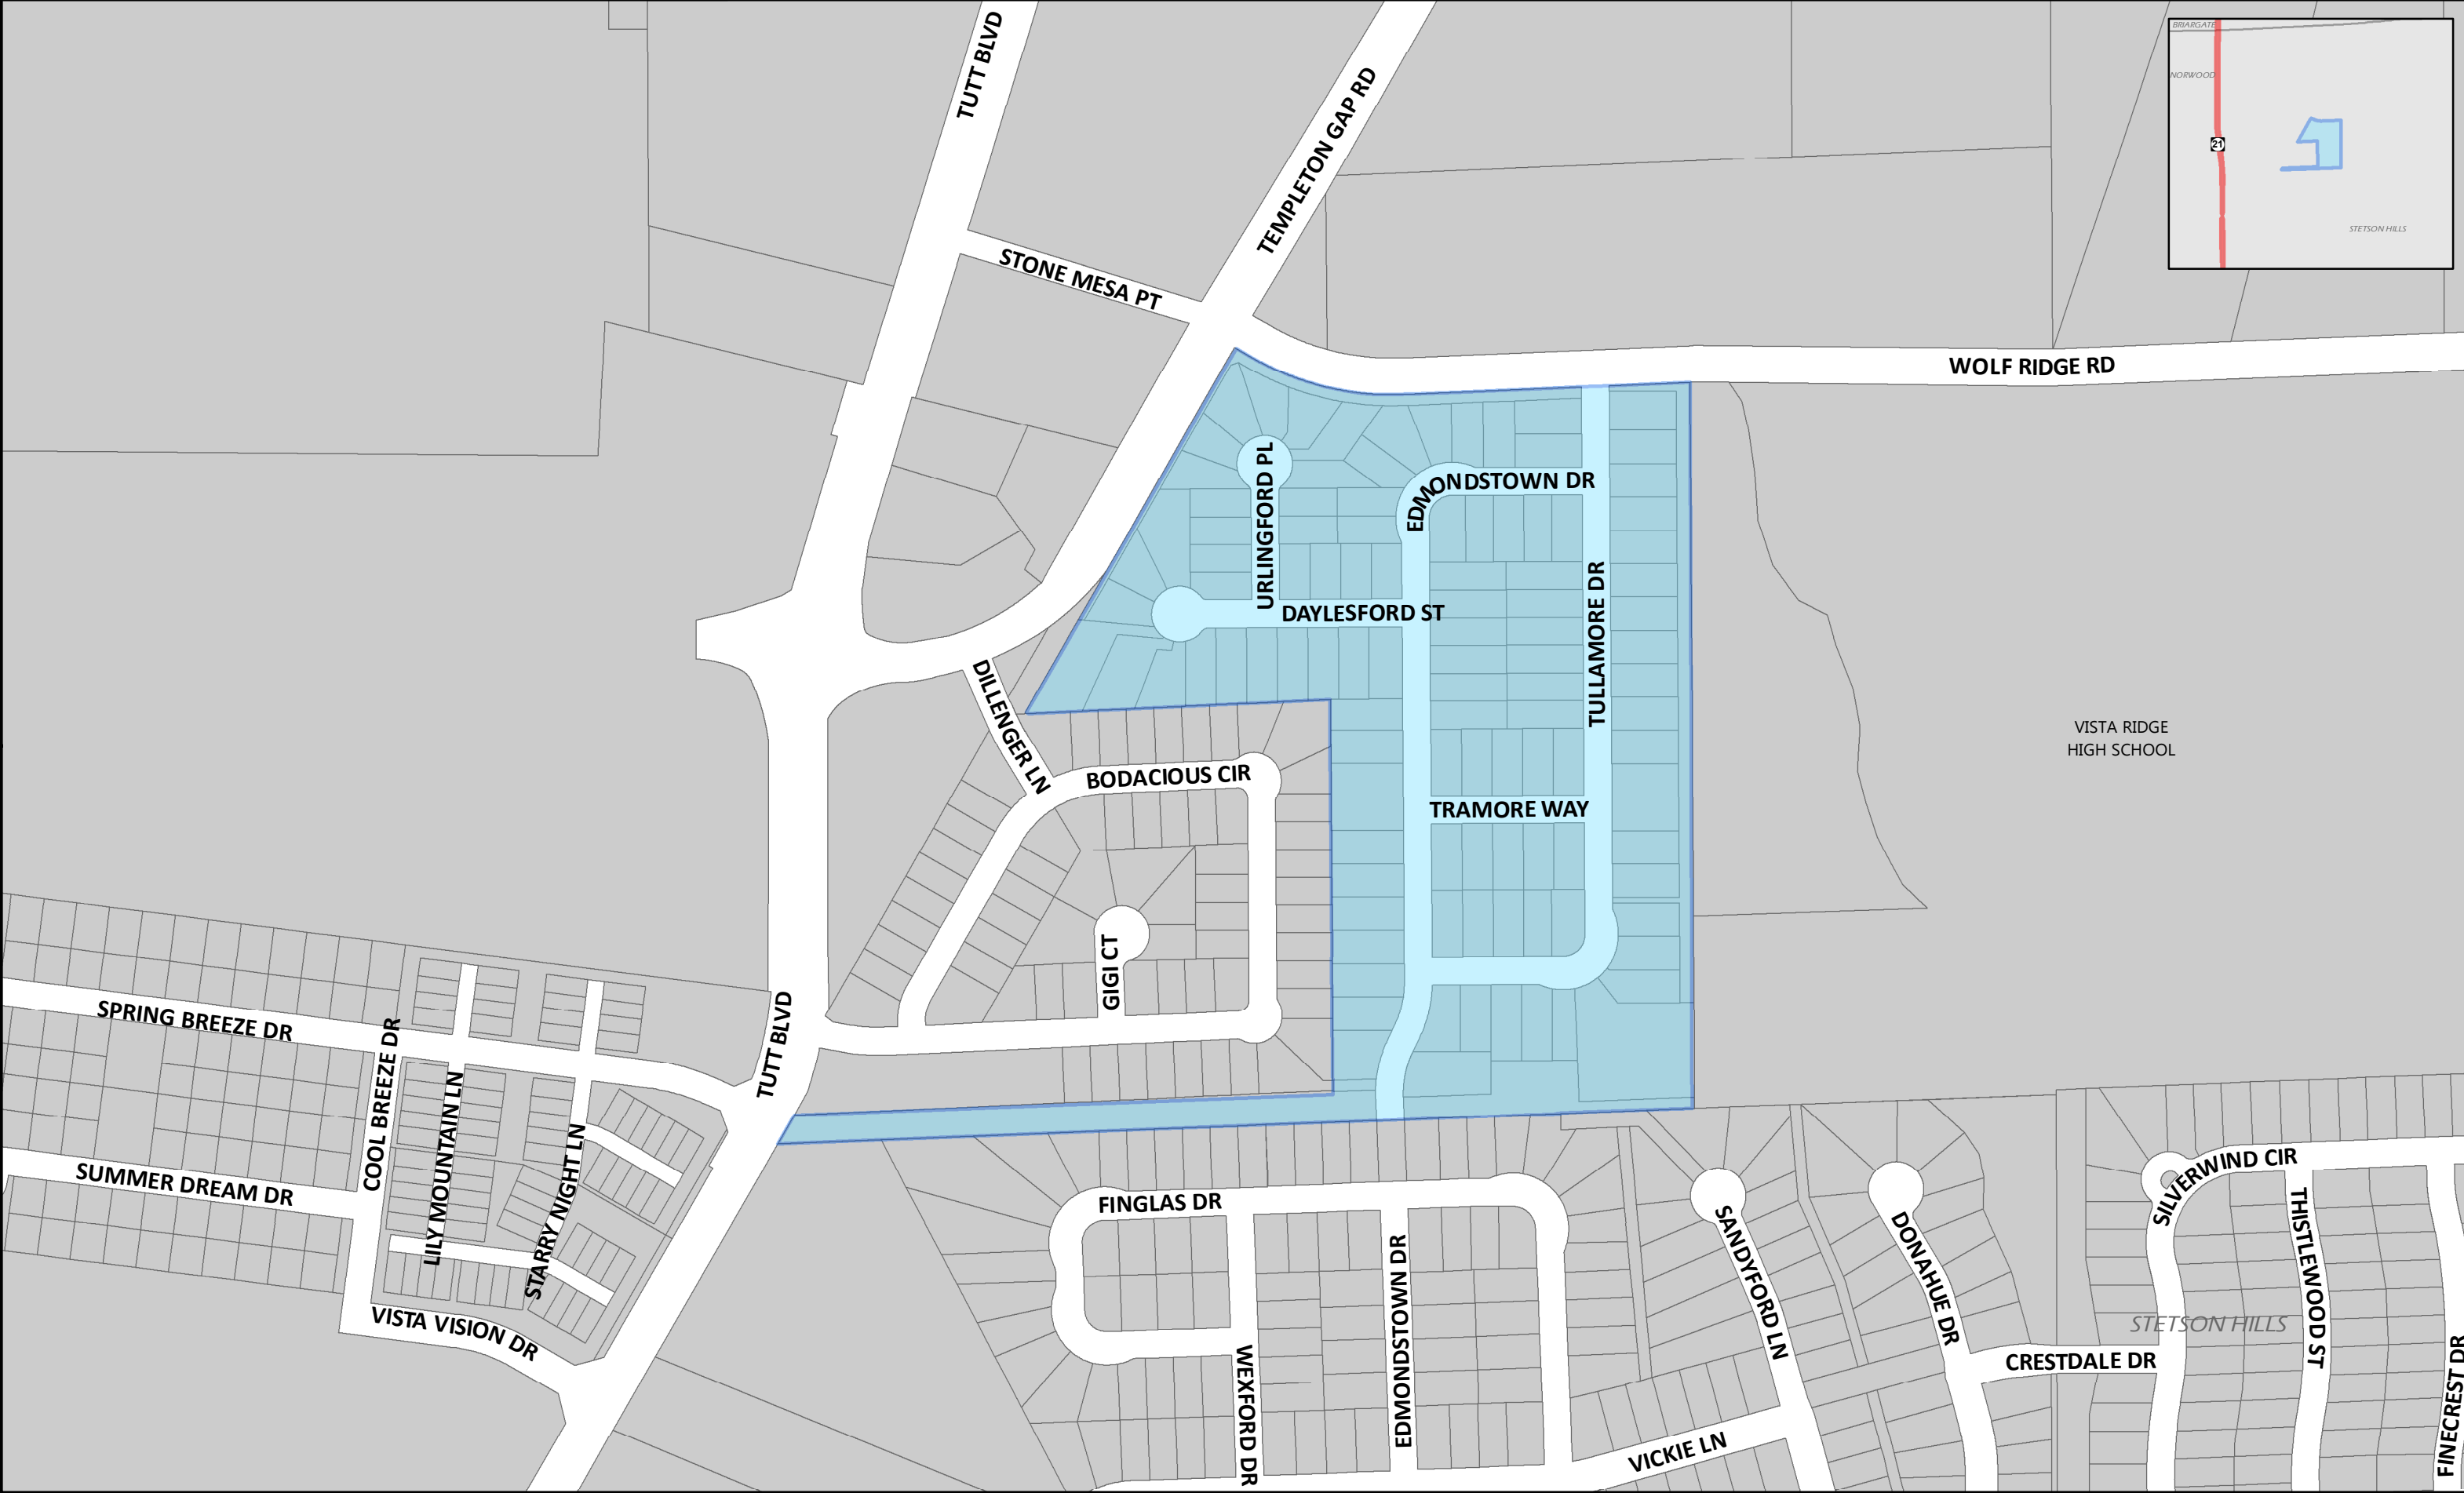 TUTT BLVD
TEMPLETON GAP RD
STONE MESA PT
WOLF RIDGE RD
BRIARGATE
NORWOOD
21
STETSON HILLS
URLINGFORD PL
EDMONDSTOWN DR
DAYLESFORD ST
TULLAMORE DR
DILLENGER LN
BODACIOUS CIR
TRAMORE WAY
VISTA RIDGE
HIGH SCHOOL
GIGI CT
SPRING BREEZE DR
COOL BREEZE DR
TUTT BLVD
SUMMER DREAM DR
LILY MOUNTAIN LN
STARRY NIGHT LN
VISTA VISION DR
FINGLAS DR
WEXFORD DR
EDMONDSTOWN DR
SANDYFORD LN
DONAHUE DR
VICKIE LN
SILVERWIND CIR
THISTLEWOOD ST
STETSON HILLS
CRESTDALE DR
FINECREST DR